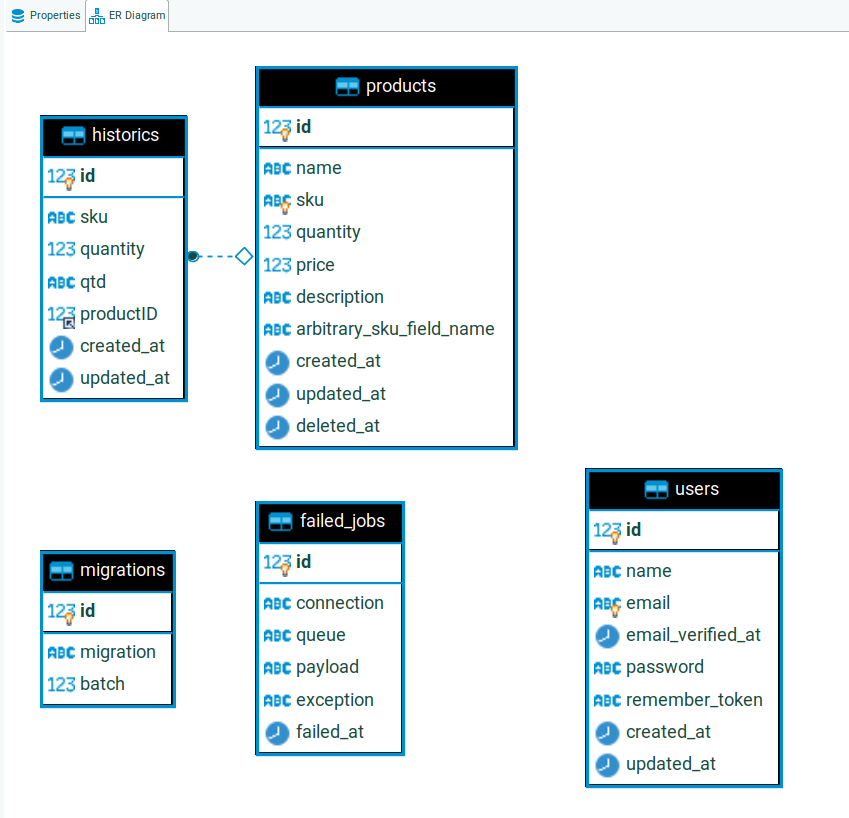 Properties
ER Diagram
historics
123 id
ABC sku
123 quantity
ABC qtd
123 productID
created_at
updated_at
products
123 id
ABC name
ABC sku
123 quantity
123 price
ABC description
ABC arbitrary_sku_field_name
created_at
updated_at
deleted_at
migrations
123 id
ABC migration
123 batch
failed_jobs
123 id
ABC connection
ABC queue
ABC payload
ABC exception
failed_at
users
123 id
ABC name
ABC email
email_verified_at
ABC password
ABC remember_token
created_at
updated_at